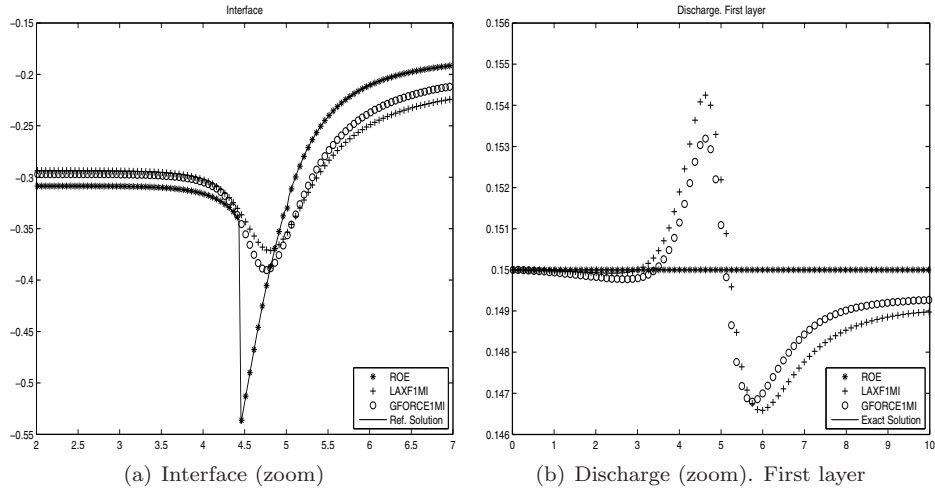 Interface
−0.15
−0.2
−0.25
−0.3
−0.35
−0.4
−0.45
−0.5
−0.55
2 2.5 3 3.5 4 4.5 5 5.5 6 6.5 7
ROE
LAXF1MI
GFORCE1MI
Ref. Solution
(a) Interface (zoom)
Discharge. First layer
0.156
0.155
0.154
0.153
0.152
0.151
0.15
0.149
0.148
0.147
0.146
0 1 2 3 4 5 6 7 8 9 10
ROE
LAXF1MI
GFORCE1MI
Exact Solution
(b) Discharge (zoom). First layer